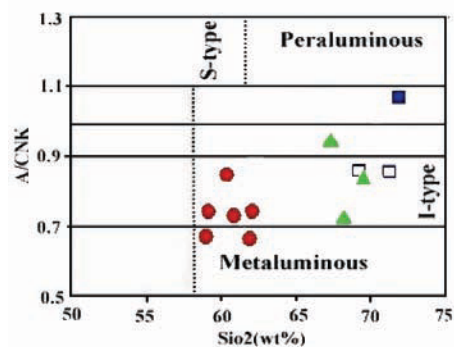 1.3
1.1
0.9
0.7
0.5
A/CNK
S-type
Peraluminous
I-type
Metaluminous
50 55 60 65 70 75
Sio2(wt%)